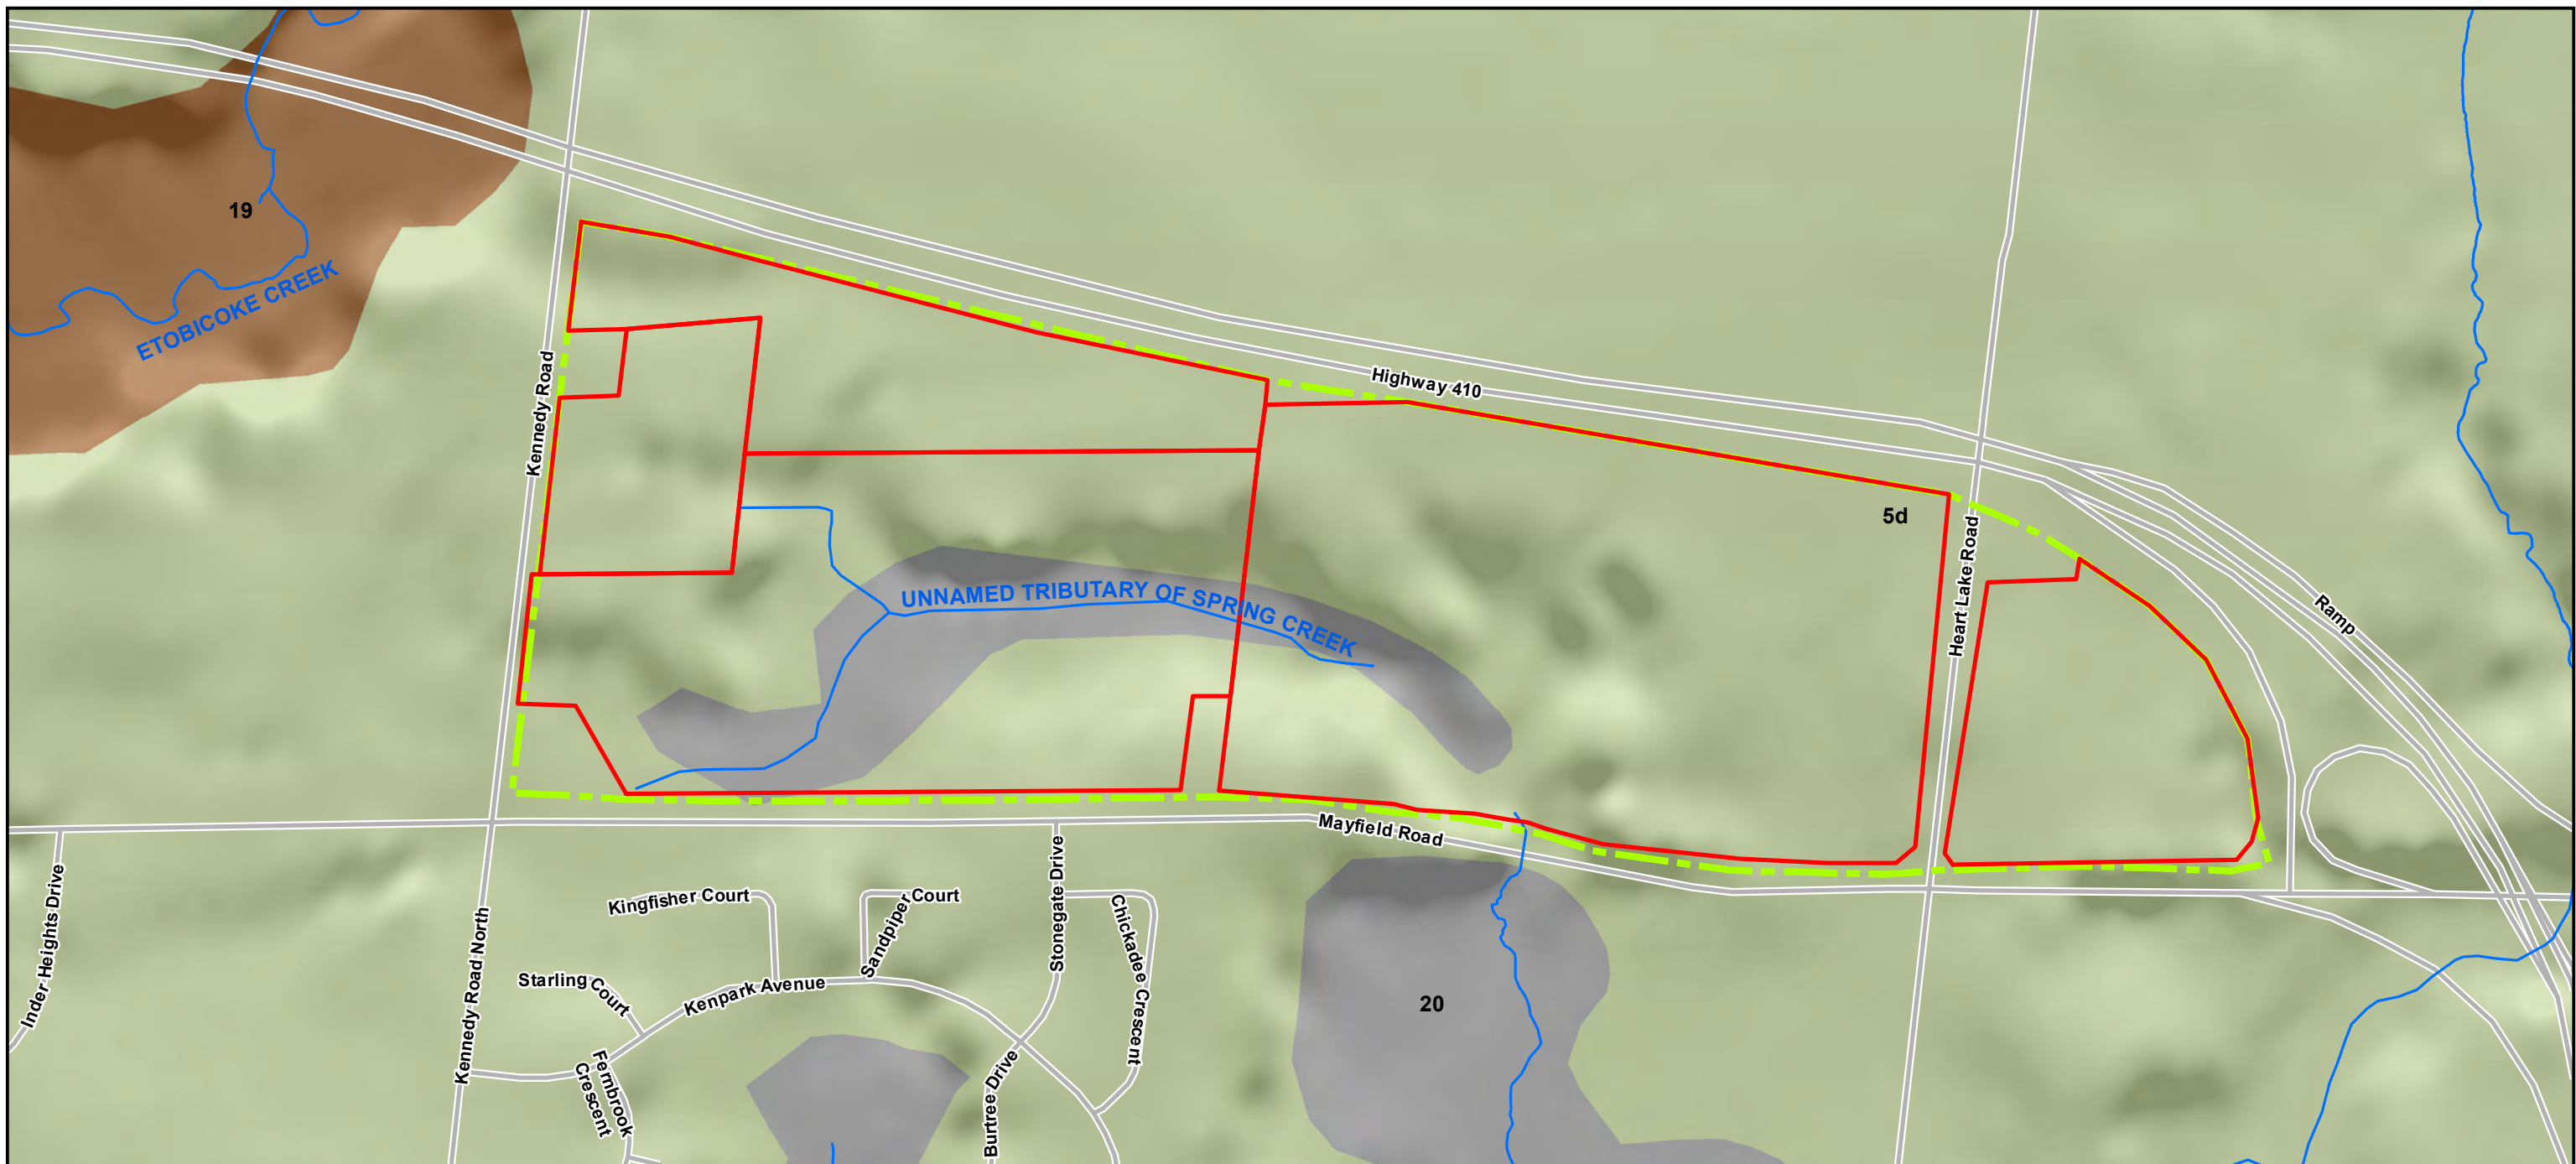 19
ETOBICOKE CREEK
Kennedy Road
Highway 410
5d
Heart Lake Road
Ramp
UNNAMED TRIBUTARY OF SPRING CREEK
Mayfield Road
Inder Heights Drive
Kennedy Road North
Kingfisher Court
Sandpiper Court
Stonegate Drive
Chickadee Crescent
Starling Court
Kenpark Avenue
Fernbrook
Crescent
Burtree Drive
20